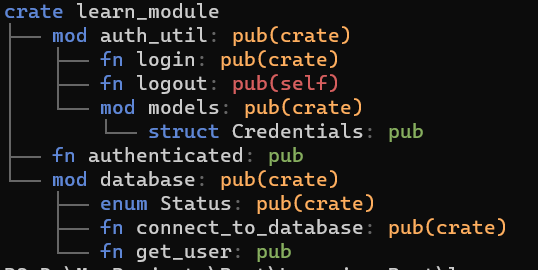 crate learn_module
├── mod auth_util: pub(crate)
│   ├── fn login: pub(crate)
│   ├── fn logout: pub(self)
│   └── mod models: pub(crate)
│       └── struct Credentials: pub
├── fn authenticated: pub
└── mod database: pub(crate)
    ├── enum Status: pub(crate)
    ├── fn connect_to_database: pub(crate)
    └── fn get_user: pub